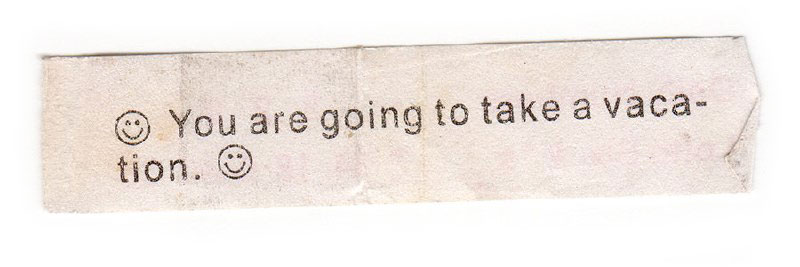 ☺ You are going to take a vaca-
tion. ☺